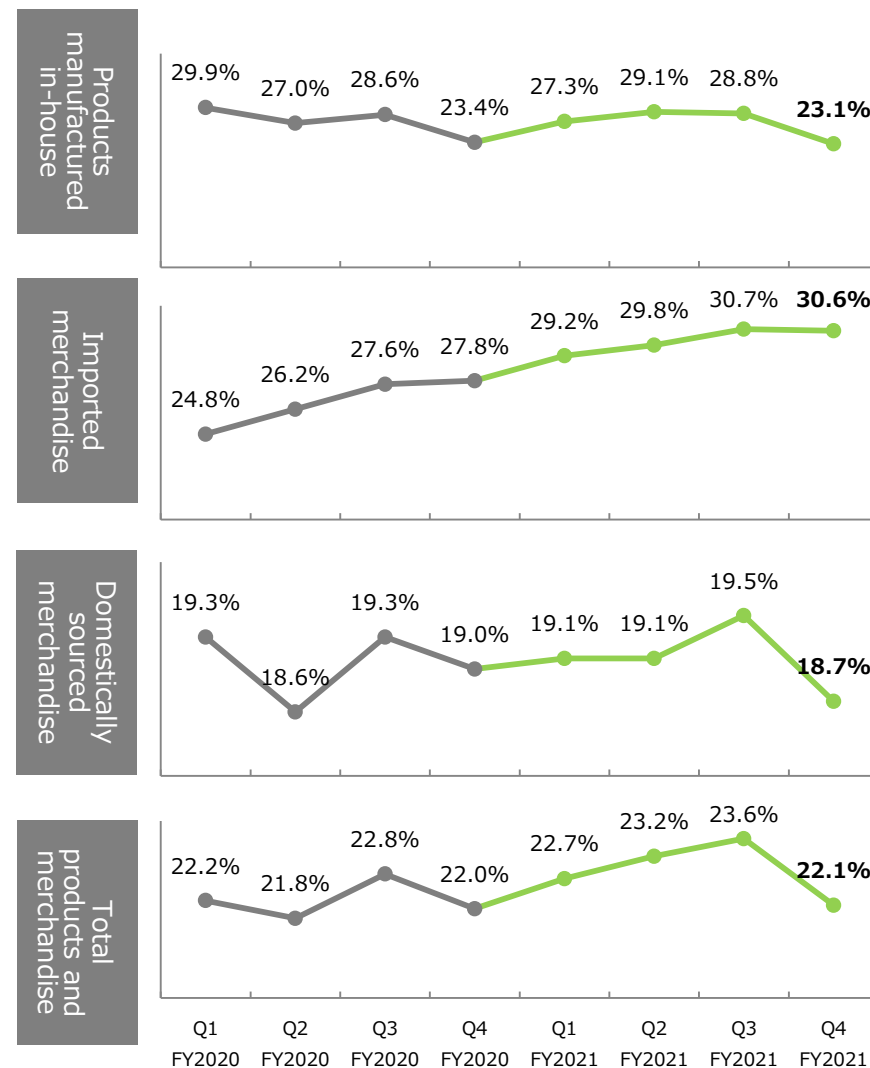 Products
manufactured
in-house
29.9%
27.0%
28.6%
23.4%
27.3%
29.1%
28.8%
23.1%
Imported
merchandise
24.8%
26.2%
27.6%
27.8%
29.2%
29.8%
30.7%
30.6%
Domestically
sourced
merchandise
19.3%
18.6%
19.3%
19.0%
19.1%
19.1%
19.5%
18.7%
Total
products and
merchandise
22.2%
21.8%
22.8%
22.0%
22.7%
23.2%
23.6%
22.1%
Q1 Q2 Q3 Q4 Q1 Q2 Q3 Q4
FY2020 FY2020 FY2020 FY2020 FY2021 FY2021 FY2021 FY2021